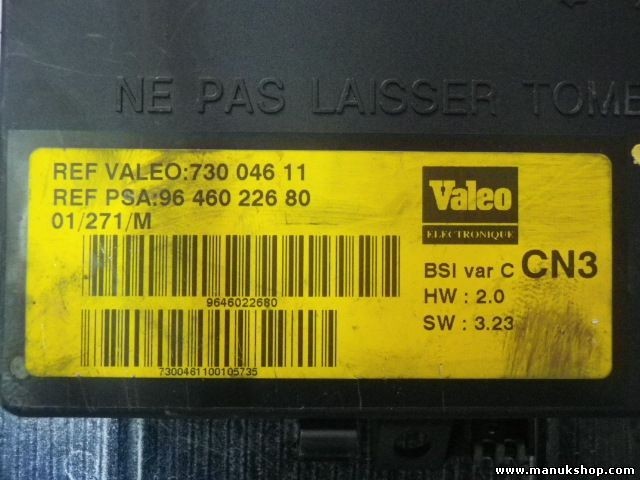 NE PAS LAISSER TOMB
REF VALEO:730 046 11
REF PSA:96 460 226 80
01/271/M
9646022680
7300461100105735
Valeo
ELECTRONIQUE
BSI var C CN3
HW : 2.0
SW : 3.23
www.manukshop.com